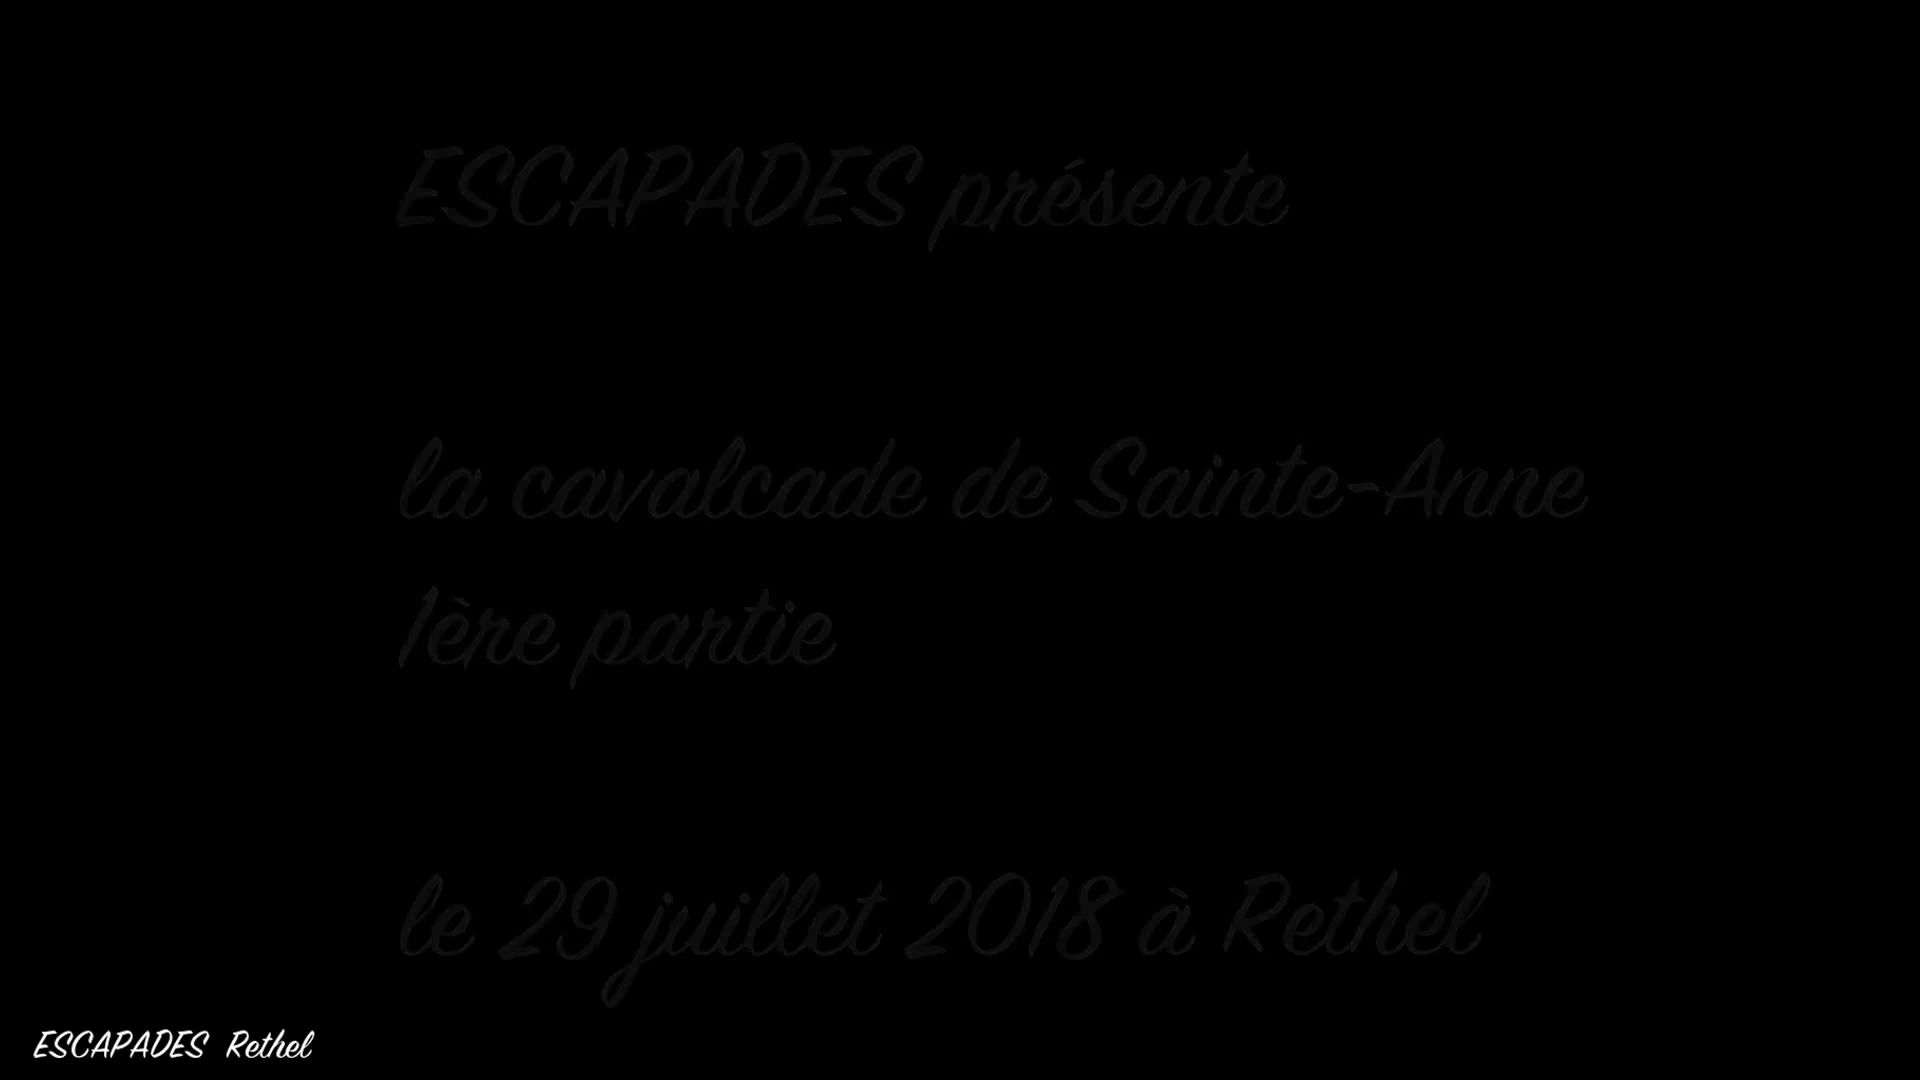 ESCAPADES présente
la cavalcade de Sainte-Anne
1ère partie
le 29 juillet 2018 à Rethel
ESCAPADES Rethel